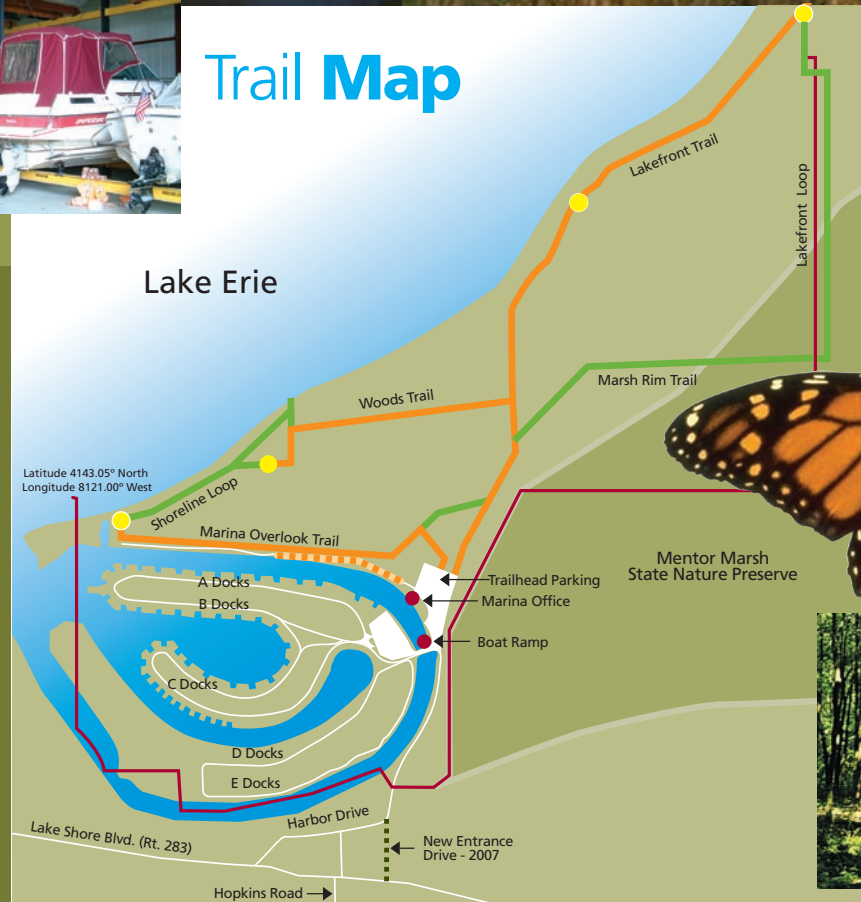 Trail Map
Lakefront Trail
Lakefront Loop
Lake Erie
Woods Trail
Marsh Rim Trail
Latitude 4143.05º North
Longitude 8121.00º West
Shoreline Loop
Marina Overlook Trail
Mentor Marsh
State Nature Preserve
A Docks
Trailhead Parking
B Docks
Marina Office
Boat Ramp
C Docks
D Docks
E Docks
Harbor Drive
Lake Shore Blvd. (Rt. 283)
New Entrance
Drive - 2007
Hopkins Road